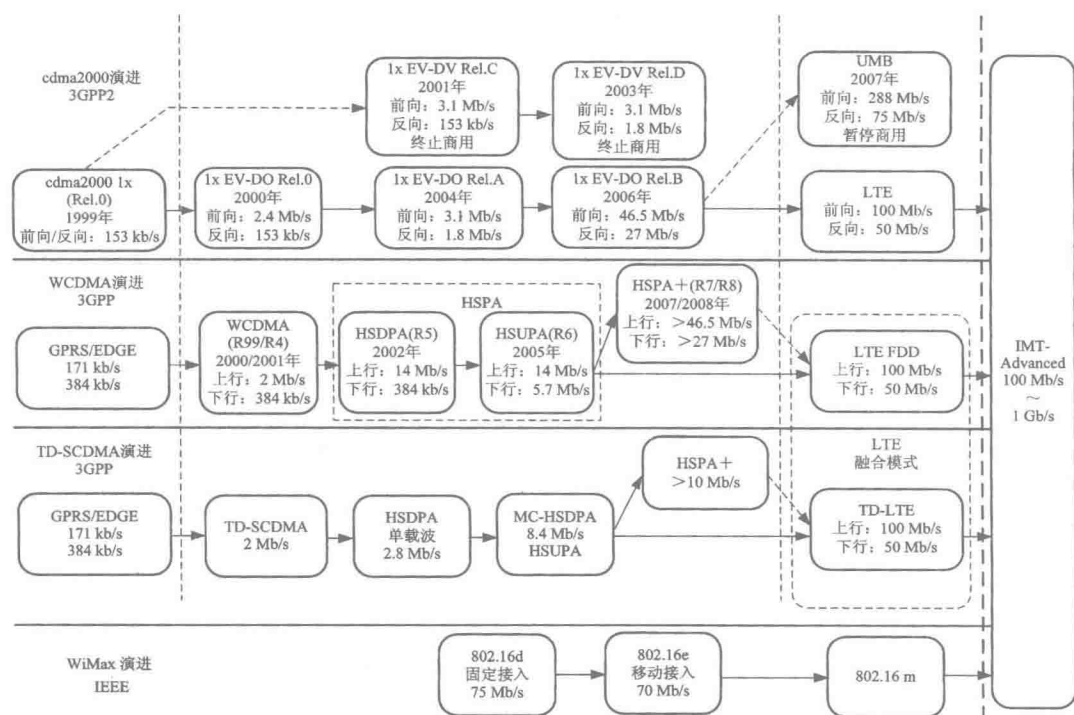 cdma2000演进
3GPP2
1x EV-DV Rel.C
2001年
前向：3.1 Mb/s
反向：153 kb/s
终止商用
1x EV-DV Rel.D
2003年
前向：3.1 Mb/s
反向：1.8 Mb/s
终止商用
UMB
2007年
前向：288 Mb/s
反向：75 Mb/s
暂停商用
cdma2000 1x
(Rel.0)
1999年
前向/反向：153 kb/s
1x EV-DO Rel.0
2000年
前向：2.4 Mb/s
反向：153 kb/s
1x EV-DO Rel.A
2004年
前向：3.1 Mb/s
反向：1.8 Mb/s
1x EV-DO Rel.B
2006年
前向：46.5 Mb/s
反向：27 Mb/s
LTE
前向：100 Mb/s
反向：50 Mb/s
WCDMA演进
3GPP
GPRS/EDGE
171 kb/s
384 kb/s
WCDMA
(R99/R4)
2000/2001年
上行：2 Mb/s
下行：384 kb/s
HSPA
HSDPA(R5)
2002年
上行：14 Mb/s
下行：384 kb/s
HSUPA(R6)
2005年
上行：14 Mb/s
下行：5.7 Mb/s
HSPA＋(R7/R8)
2007/2008年
上行：＞46.5 Mb/s
下行：＞27 Mb/s
LTE FDD
上行：100 Mb/s
下行：50 Mb/s
IMT-
Advanced
100 Mb/s
～
1 Gb/s
TD-SCDMA演进
3GPP
GPRS/EDGE
171 kb/s
384 kb/s
TD-SCDMA
2 Mb/s
HSDPA
单载波
2.8 Mb/s
MC-HSDPA
8.4 Mb/s
HSUPA
HSPA＋
＞10 Mb/s
LTE
融合模式
TD-LTE
上行：100 Mb/s
下行：50 Mb/s
WiMax 演进
IEEE
802.16d
固定接入
75 Mb/s
802.16e
移动接入
70 Mb/s
802.16 m